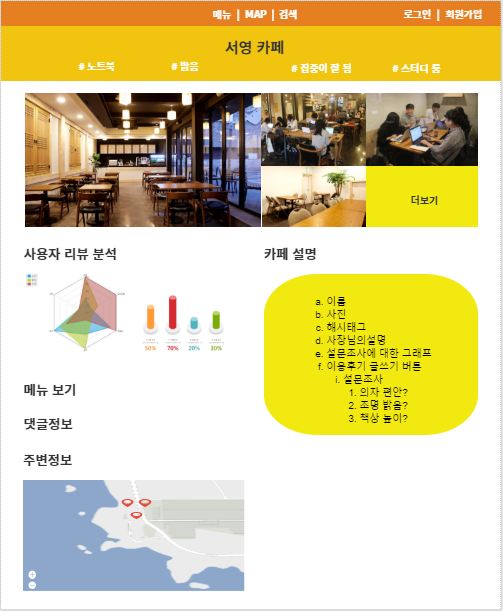 메뉴 | MAP | 검색
로그인 | 회원가입
서영 카페
# 노트북
# 밝음
# 집중이 잘 됨
# 스터디 룸
더보기
사용자 리뷰 분석
카페 설명
50%
70%
20%
30%
a. 이름
b. 사진
c. 해시태그
d. 사장님의설명
e. 설문조사에 대한 그래프
f. 이용후기 글쓰기 버튼
i. 설문조사
1. 의자 편안?
2. 조명 밝음?
3. 책상 높이?
메뉴 보기
댓글정보
주변정보